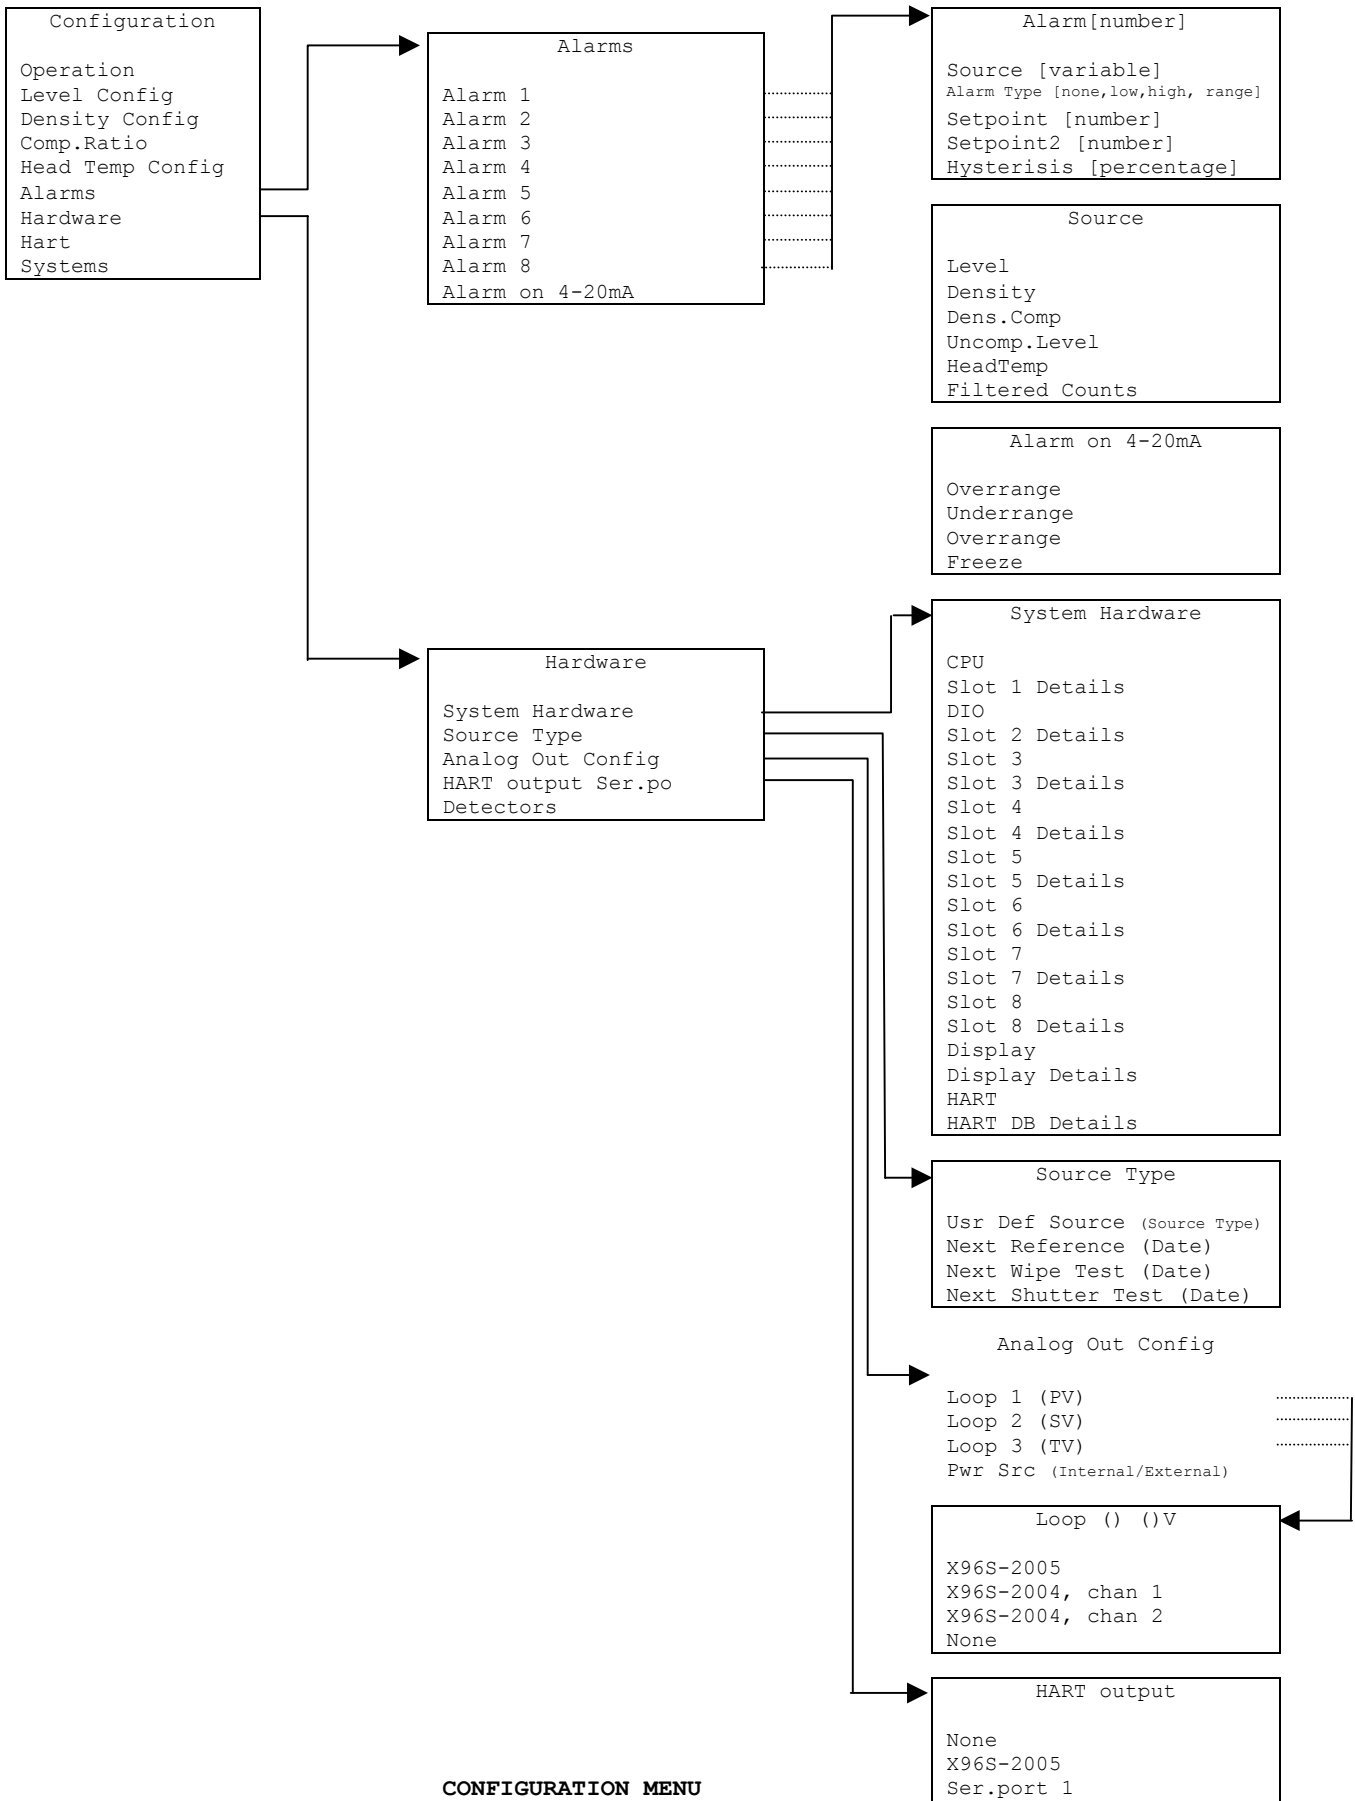 Configuration
Operation
Level Config
Density Config
Comp.Ratio
Head Temp Config
Alarms
Hardware
Hart
Systems
Alarms
Alarm 1
Alarm 2
Alarm 3
Alarm 4
Alarm 5
Alarm 6
Alarm 7
Alarm 8
Alarm on 4-20mA
Alarm[number]
Source [variable]
Alarm Type [none,low,high, range]
Setpoint [number]
Setpoint2 [number]
Hysterisis [percentage]
Source
Level
Density
Dens.Comp
Uncomp.Level
HeadTemp
Filtered Counts
Alarm on 4-20mA
Overrange
Underrange
Overrange
Freeze
Hardware
System Hardware
Source Type
Analog Out Config
HART output Ser.po
Detectors
System Hardware
CPU
Slot 1 Details
DIO
Slot 2 Details
Slot 3
Slot 3 Details
Slot 4
Slot 4 Details
Slot 5
Slot 5 Details
Slot 6
Slot 6 Details
Slot 7
Slot 7 Details
Slot 8
Slot 8 Details
Display
Display Details
HART
HART DB Details
Source Type
Usr Def Source (Source Type)
Next Reference (Date)
Next Wipe Test (Date)
Next Shutter Test (Date)
Analog Out Config
Loop 1 (PV)
Loop 2 (SV)
Loop 3 (TV)
Pwr Src (Internal/External)
Loop () ()V
X96S-2005
X96S-2004, chan 1
X96S-2004, chan 2
None
HART output
None
X96S-2005
Ser.port 1
CONFIGURATION MENU